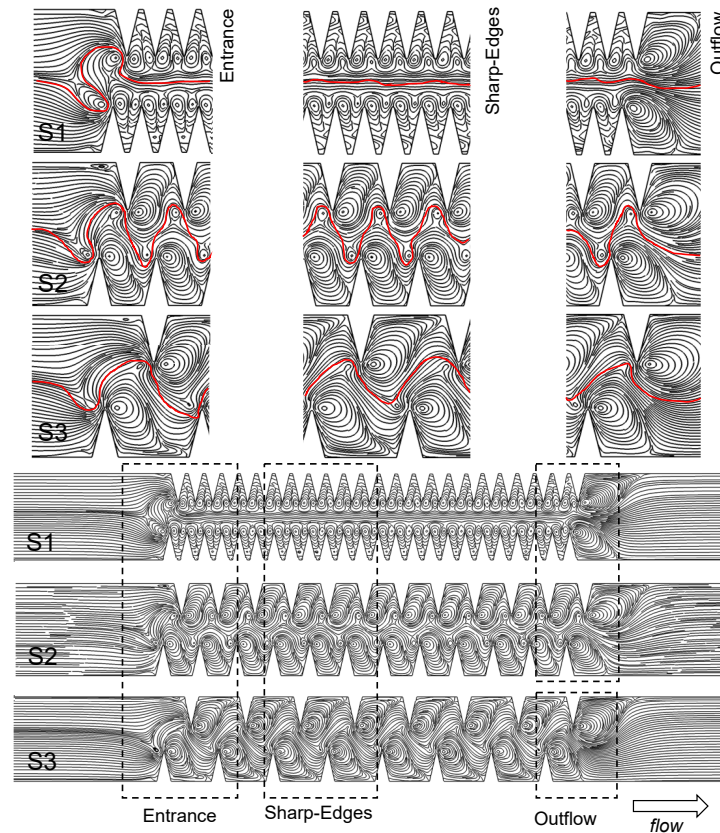 Entrance
Sharp-Edges
Outflow
S1
S2
S3
S1
S2
S3
Entrance
Sharp-Edges
Outflow
flow